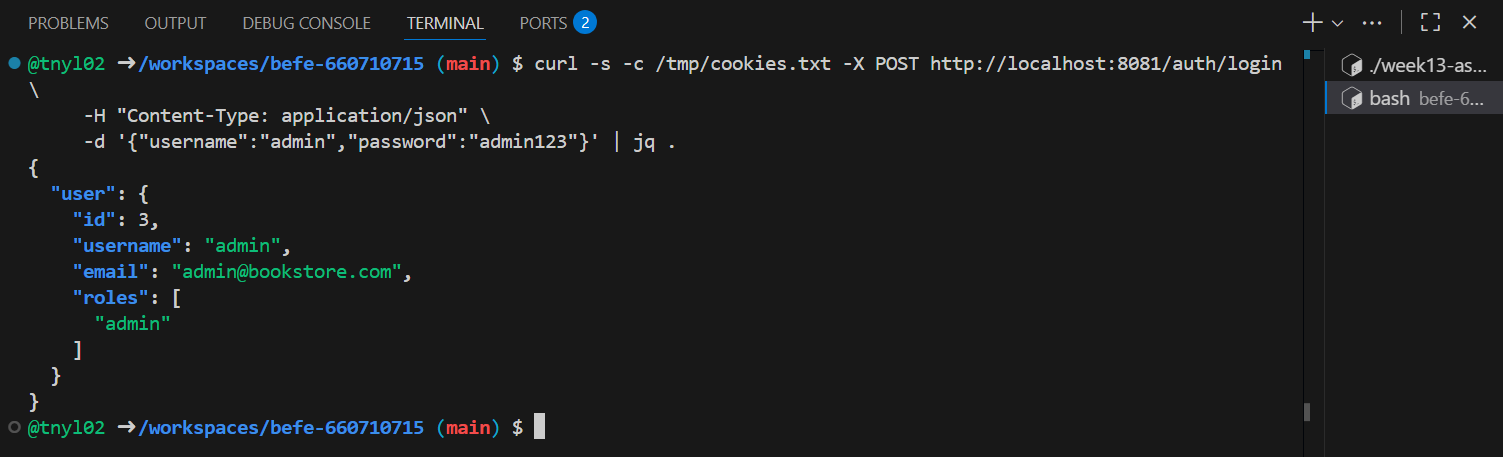 PROBLEMS OUTPUT DEBUG CONSOLE TERMINAL PORTS 2
@tnyl02 ➜/workspaces/befe-660710715 (main) $ curl -s -c /tmp/cookies.txt -X POST http://localhost:8081/auth/login
\
     -H "Content-Type: application/json" \
     -d '{"username":"admin","password":"admin123"}' | jq .
{
  "user": {
    "id": 3,
    "username": "admin",
    "email": "admin@bookstore.com",
    "roles": [
      "admin"
    ]
  }
}
@tnyl02 ➜/workspaces/befe-660710715 (main) $
./week13-as...
bash befe-6...